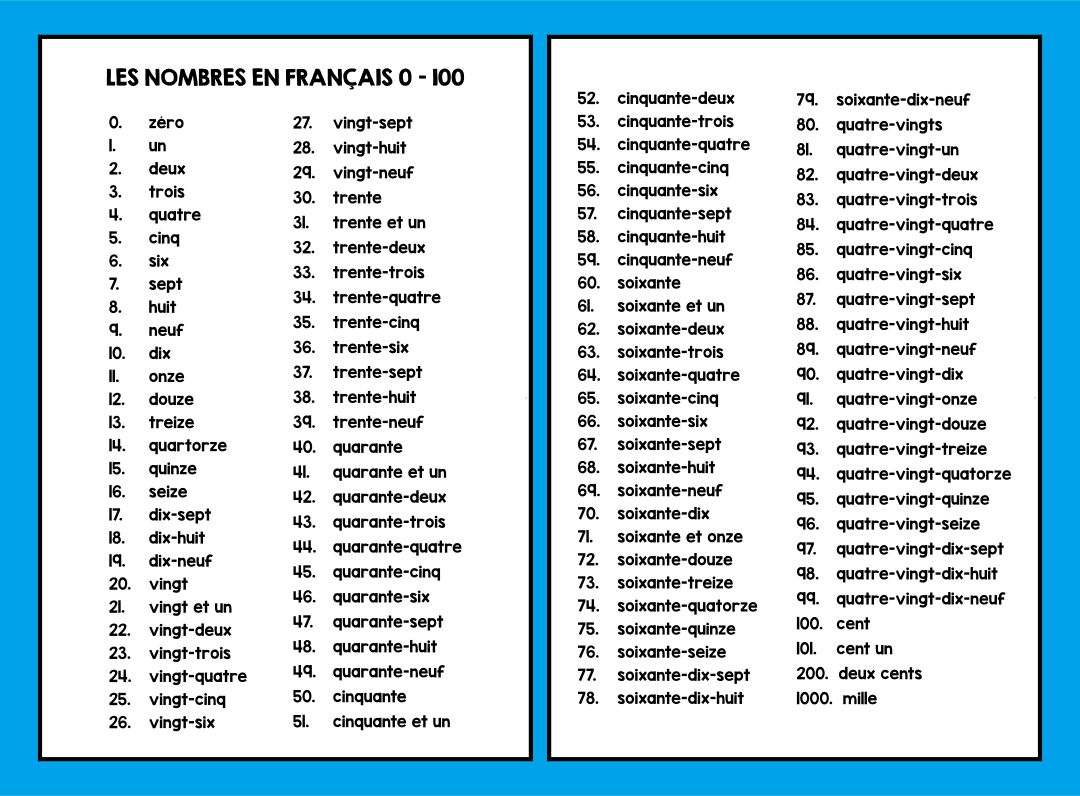 LES NOMBRES EN FRANÇAIS 0 - 100
0. zéro
1. un
2. deux
3. trois
4. quatre
5. cinq
6. six
7. sept
8. huit
9. neuf
10. dix
11. onze
12. douze
13. treize
14. quartorze
15. quinze
16. seize
17. dix-sept
18. dix-huit
19. dix-neuf
20. vingt
21. vingt et un
22. vingt-deux
23. vingt-trois
24. vingt-quatre
25. vingt-cinq
26. vingt-six
27. vingt-sept
28. vingt-huit
29. vingt-neuf
30. trente
31. trente et un
32. trente-deux
33. trente-trois
34. trente-quatre
35. trente-cinq
36. trente-six
37. trente-sept
38. trente-huit
39. trente-neuf
40. quarante
41. quarante et un
42. quarante-deux
43. quarante-trois
44. quarante-quatre
45. quarante-cinq
46. quarante-six
47. quarante-sept
48. quarante-huit
49. quarante-neuf
50. cinquante
51. cinquante et un
52. cinquante-deux
53. cinquante-trois
54. cinquante-quatre
55. cinquante-cinq
56. cinquante-six
57. cinquante-sept
58. cinquante-huit
59. cinquante-neuf
60. soixante
61. soixante et un
62. soixante-deux
63. soixante-trois
64. soixante-quatre
65. soixante-cinq
66. soixante-six
67. soixante-sept
68. soixante-huit
69. soixante-neuf
70. soixante-dix
71. soixante et onze
72. soixante-douze
73. soixante-treize
74. soixante-quatorze
75. soixante-quinze
76. soixante-seize
77. soixante-dix-sept
78. soixante-dix-huit
79. soixante-dix-neuf
80. quatre-vingts
81. quatre-vingt-un
82. quatre-vingt-deux
83. quatre-vingt-trois
84. quatre-vingt-quatre
85. quatre-vingt-cinq
86. quatre-vingt-six
87. quatre-vingt-sept
88. quatre-vingt-huit
89. quatre-vingt-neuf
90. quatre-vingt-dix
91. quatre-vingt-onze
92. quatre-vingt-douze
93. quatre-vingt-treize
94. quatre-vingt-quatorze
95. quatre-vingt-quinze
96. quatre-vingt-seize
97. quatre-vingt-dix-sept
98. quatre-vingt-dix-huit
99. quatre-vingt-dix-neuf
100. cent
101. cent un
200. deux cents
1000. mille